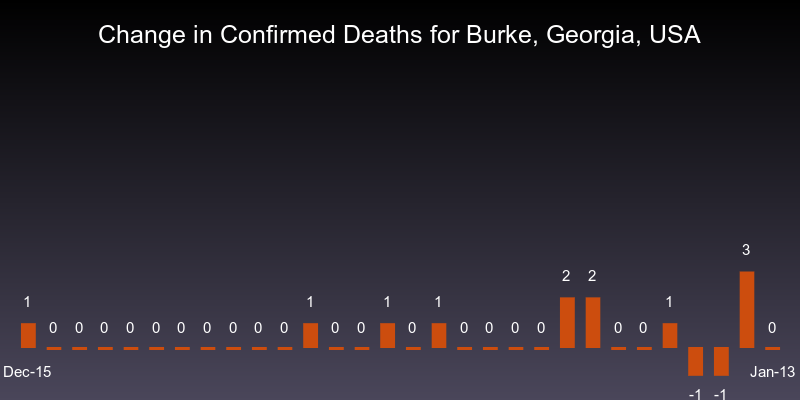 Change in Confirmed Deaths for Burke, Georgia, USA
3
2 2
1 1 1 1 1
0 0 0 0 0 0 0 0 0 0 0 0 0 0 0 0 0 0 0 0 0
Dec-15 Jan-13
-1 -1